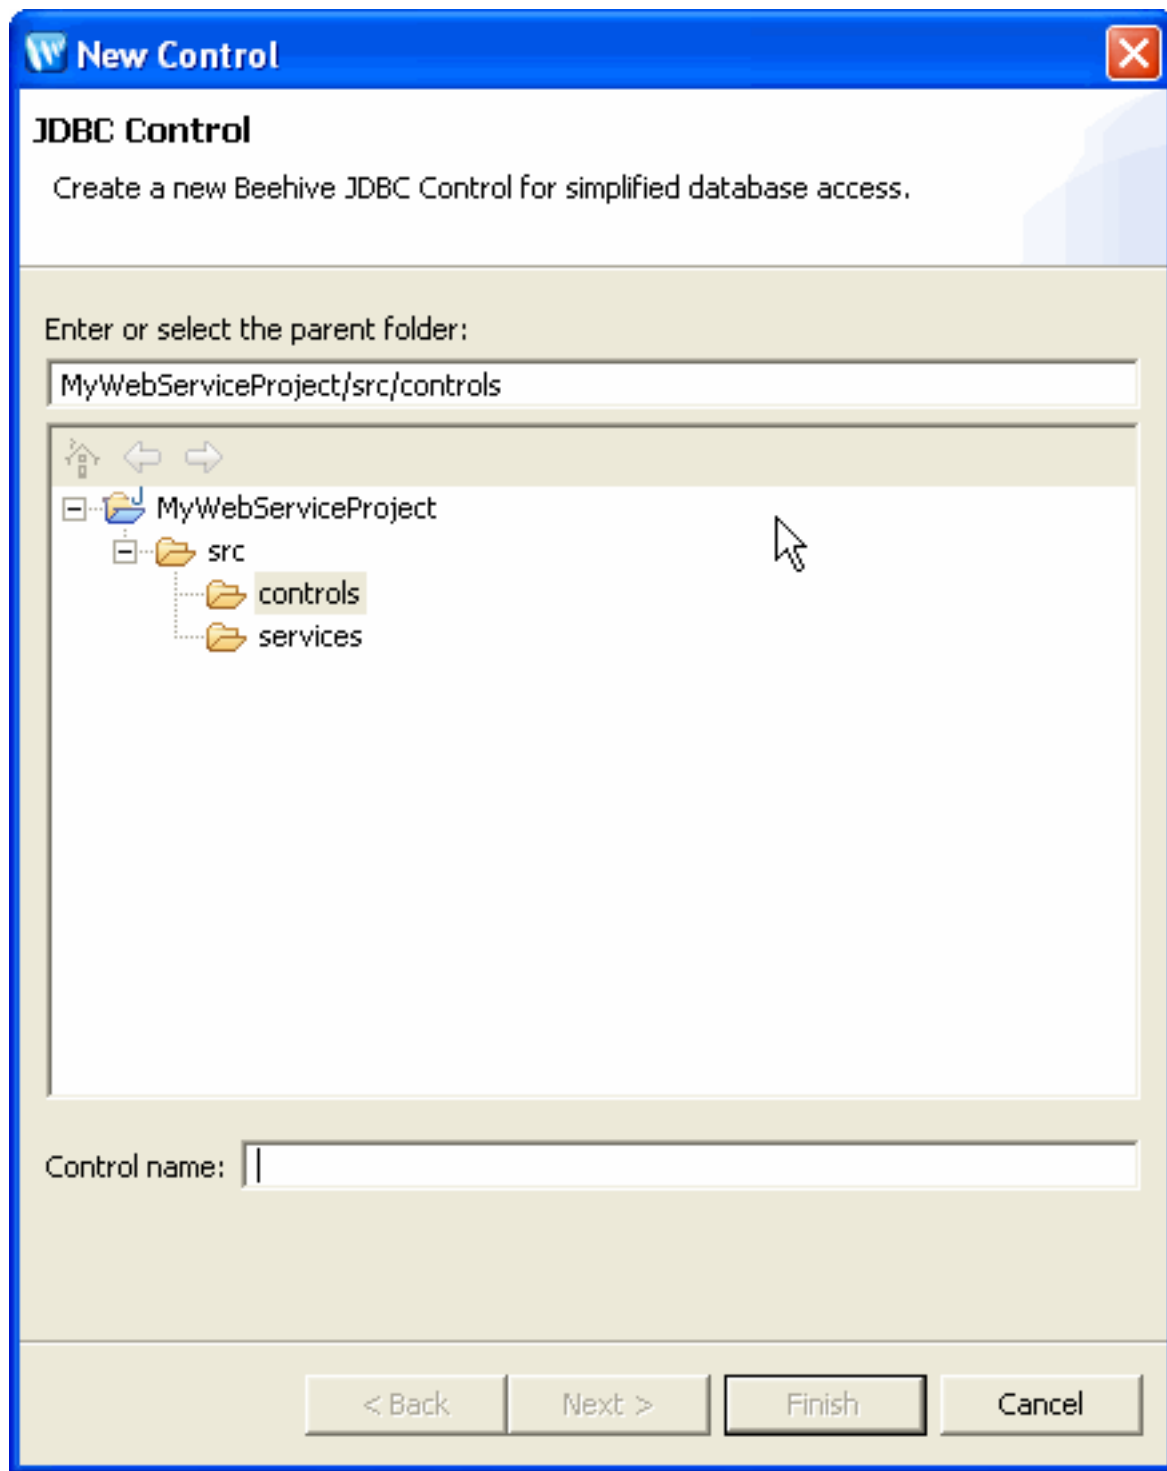 New Control
JDBC Control
Create a new Beehive JDBC Control for simplified database access.
Enter or select the parent folder:
MyWebServiceProject/src/controls
MyWebServiceProject
src
controls
services
Control name:
< Back
Next >
Finish
Cancel